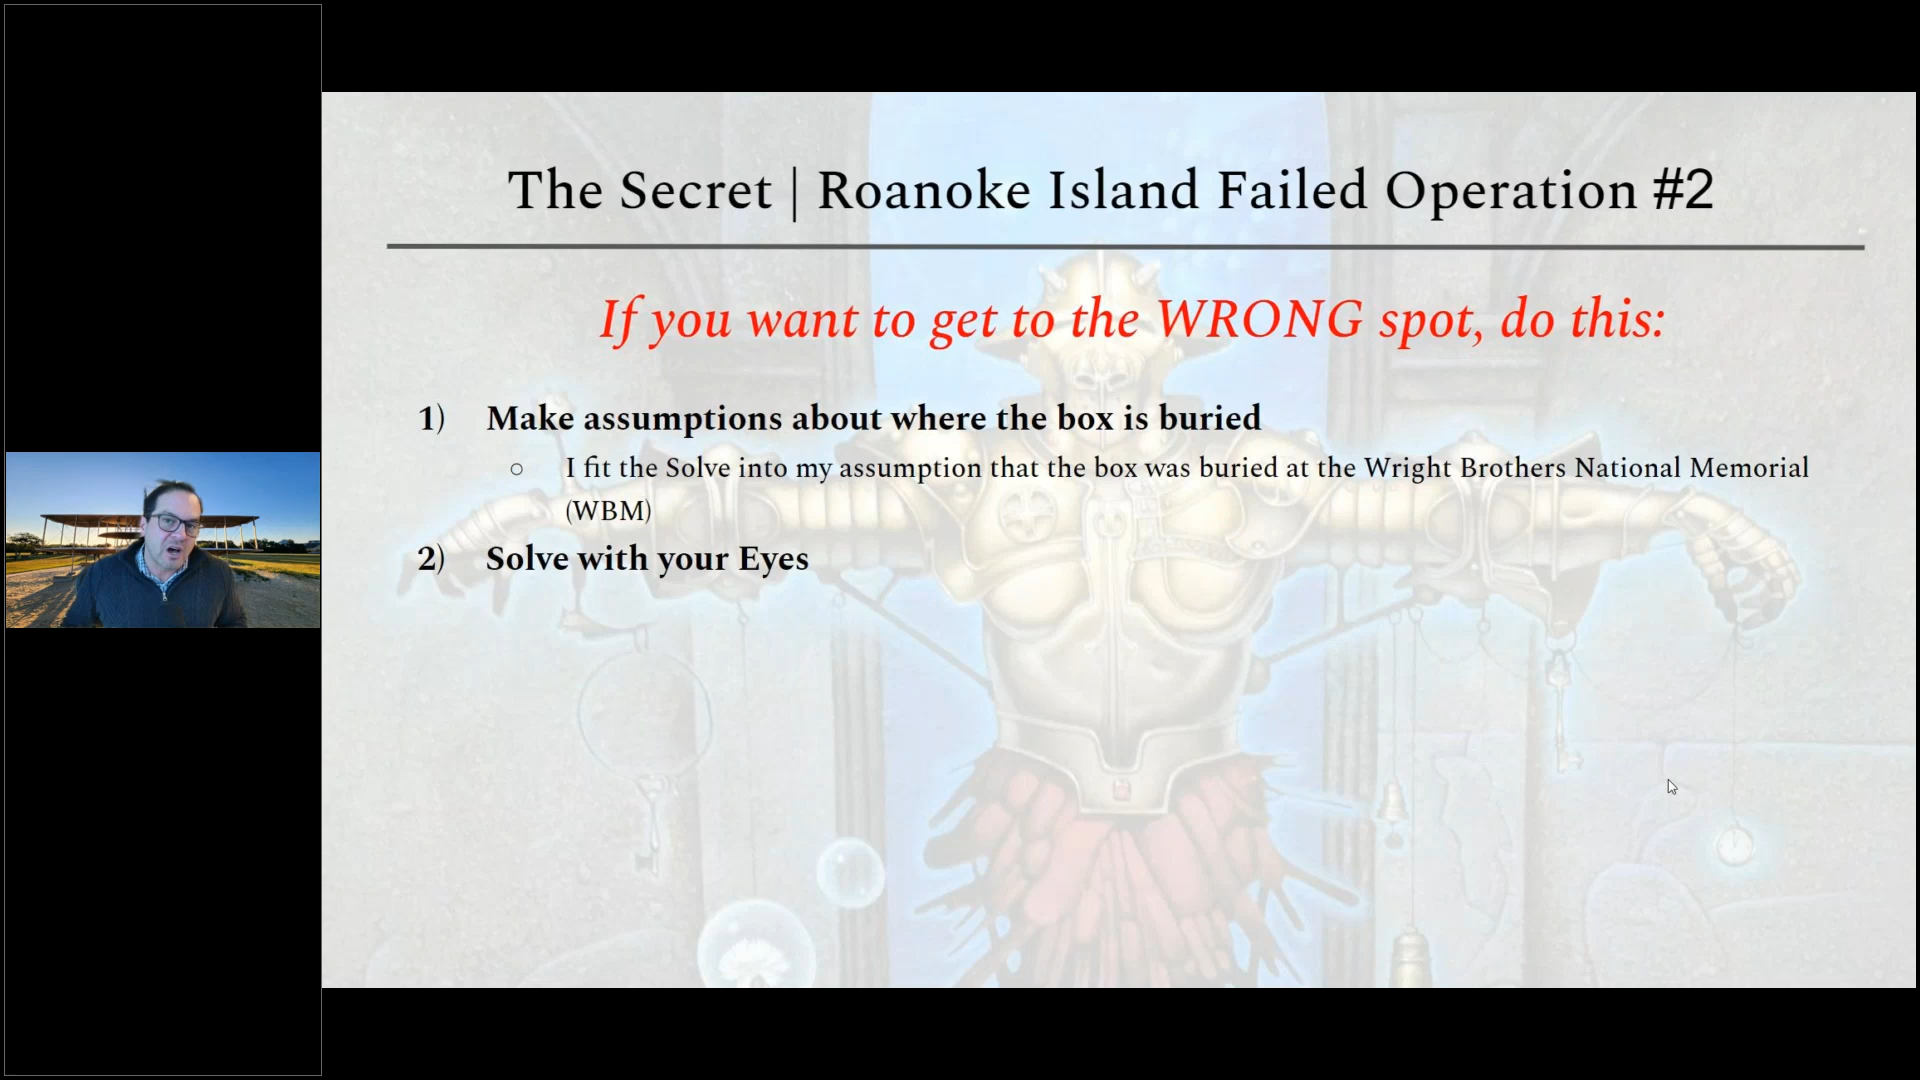 The Secret | Roanoke Island Failed Operation #2
If you want to get to the WRONG spot, do this:
1) Make assumptions about where the box is buried
○ I fit the Solve into my assumption that the box was buried at the Wright Brothers National Memorial
(WBM)
2) Solve with your Eyes